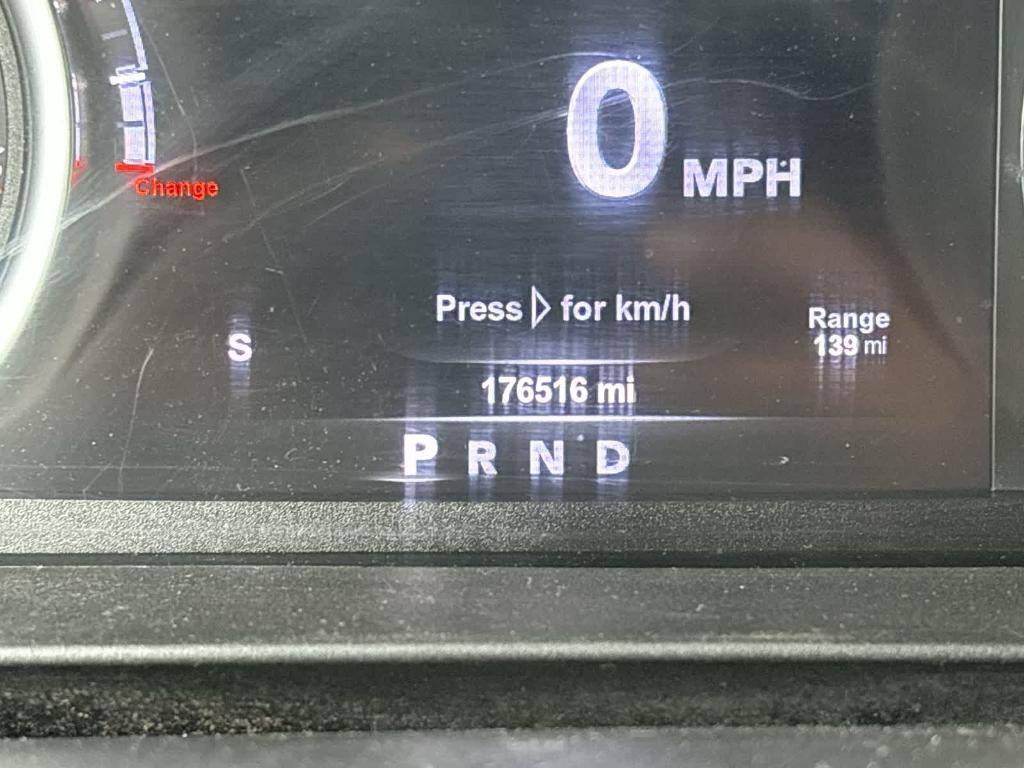 0 MPH
Change
Press ▷ for km/h
Range
139 mi
S
176516 mi
P R N D